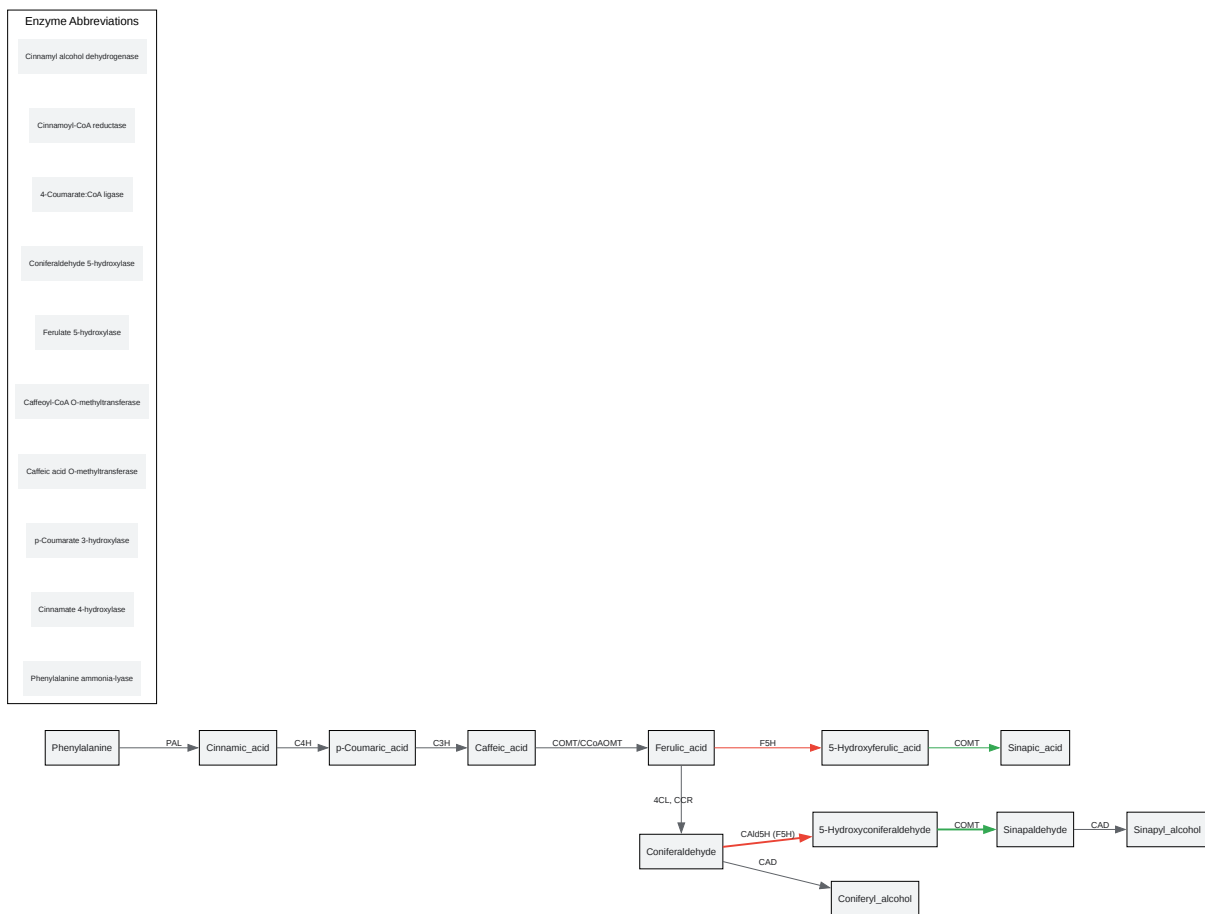 Enzyme Abbreviations
Cinnamyl alcohol dehydrogenase
Cinnamoyl-CoA reductase
4-Coumarate:CoA ligase
Coniferaldehyde 5-hydroxylase
Ferulate 5-hydroxylase
Caffeoyl-CoA O-methyltransferase
Caffeic acid O-methyltransferase
p-Coumarate 3-hydroxylase
Cinnamate 4-hydroxylase
Phenylalanine ammonia-lyase
Phenylalanine
PAL
Cinnamic_acid
C4H
p-Coumaric_acid
C3H
Caffeic_acid
COMT/CCoAOMT
Ferulic_acid
F5H
5-Hydroxyferulic_acid
COMT
Sinapic_acid
4CL, CCR
Coniferaldehyde
CAld5H (F5H)
5-Hydroxyconiferaldehyde
COMT
Sinapaldehyde
CAD
Sinapyl_alcohol
CAD
Coniferyl_alcohol